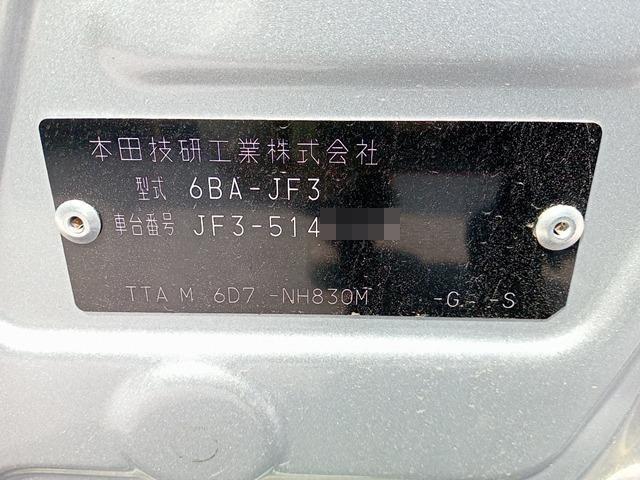 本田技研工業株式会社
型式 6BA-JF3
車台番号 JF3-514
TTA M 6D7 -NH830M -G- -S